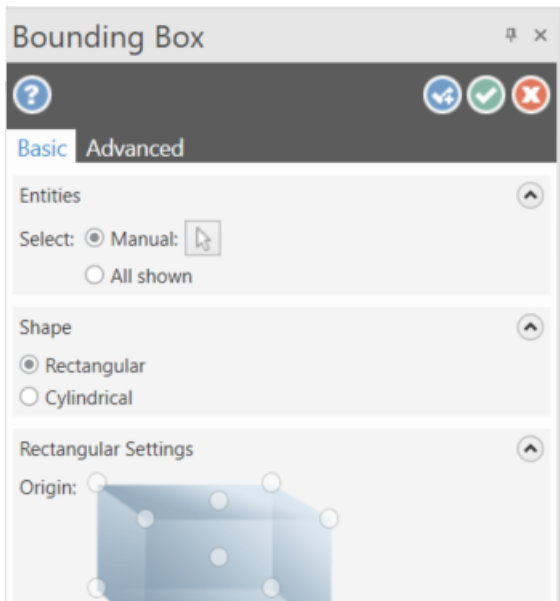 Bounding Box
?
Basic Advanced
Entities
Select: Manual:
All shown
Shape
Rectangular
Cylindrical
Rectangular Settings
Origin: